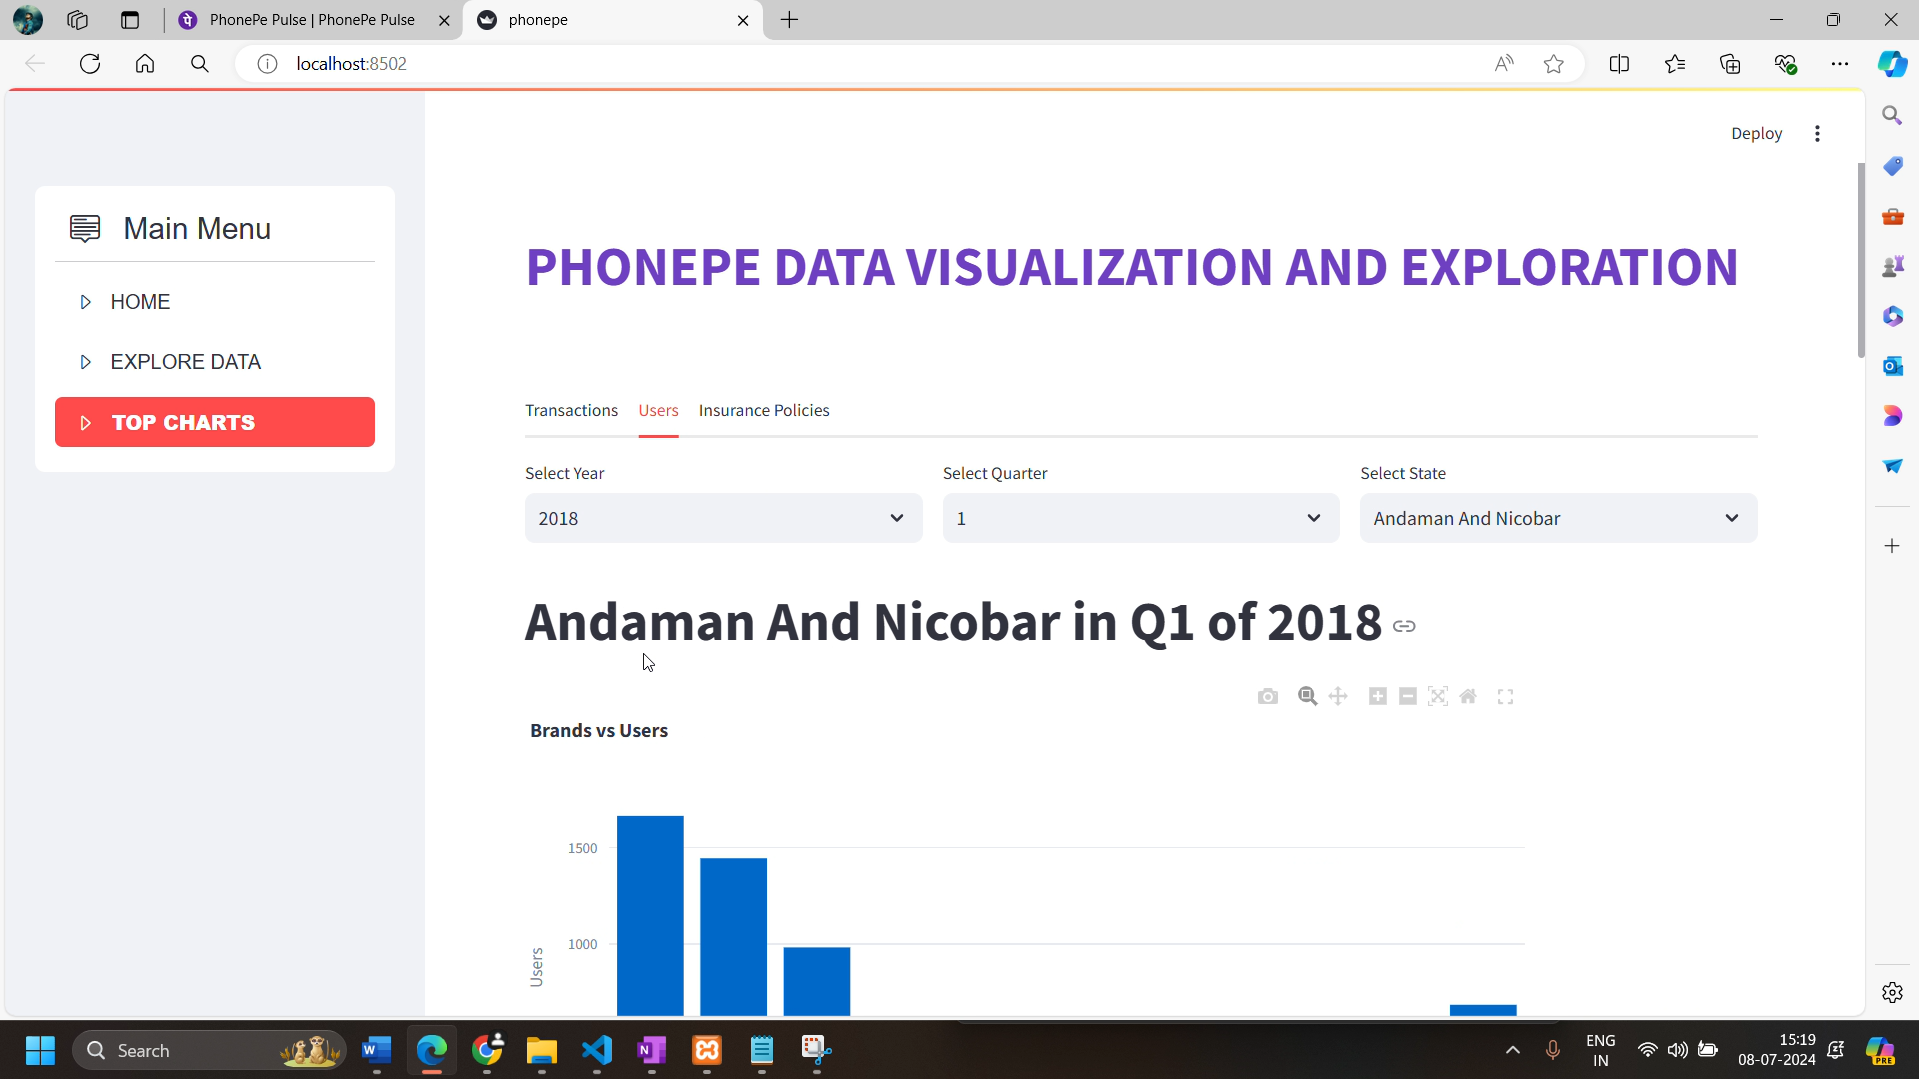 PhonePe Pulse | PhonePe Pulse
phonepe
localhost:8502
Deploy
Main Menu
HOME
EXPLORE DATA
TOP CHARTS
PHONEPE DATA VISUALIZATION AND EXPLORATION
Transactions Users Insurance Policies
Select Year Select Quarter Select State
2018 1 Andaman And Nicobar
Andaman And Nicobar in Q1 of 2018
Brands vs Users
1500
1000
Users
Search
ENG
IN
15:19
08-07-2024
PRE